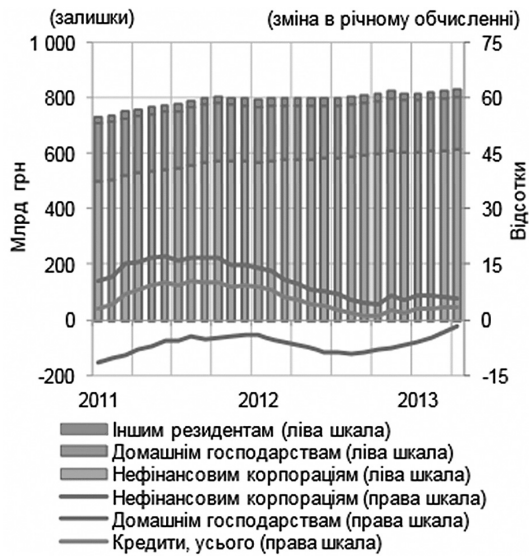 (залишки) (зміна в річному обчисленні)
1 000 75
800 60
600 45
400 30
200 15
0 0
-200 -15
Млрд грн
Відсотки
2011 2012 2013
Іншим резидентам (ліва шкала)
Домашнім господарствам (ліва шкала)
Нефінансовим корпораціям (ліва шкала)
Нефінансовим корпораціям (права шкала)
Домашнім господарствам (права шкала)
Кредити, усього (права шкала)